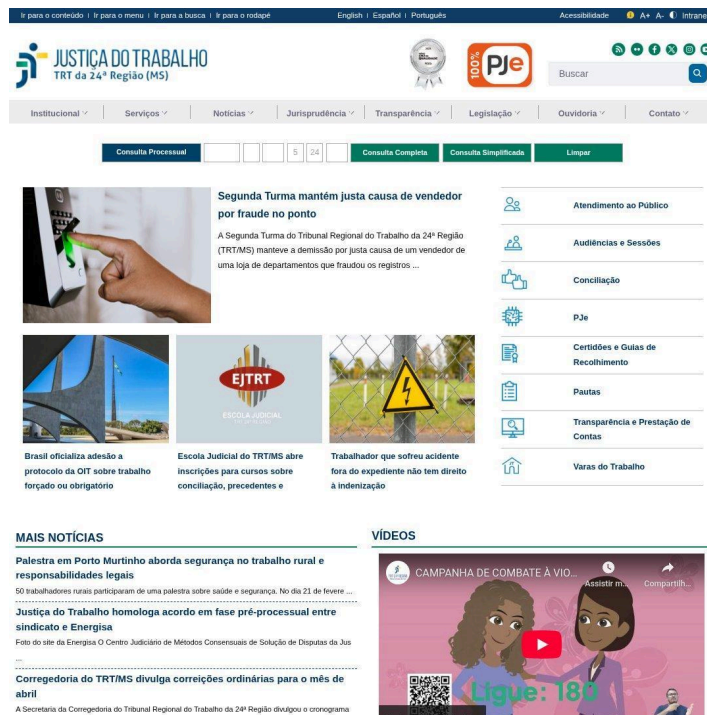 Ir para o conteúdo | Ir para o menu | Ir para a busca | Ir para o rodapé
English | Español | Português
Acessibilidade A+ A- Intrane
JUSTIÇA DO TRABALHO
TRT da 24ª Região (MS)
100% PJe
Buscar
Institucional Serviços Notícias Jurisprudência Transparência Legislação Ouvidoria Contato
Consulta Processual 5 24 Consulta Completa Consulta Simplificada Limpar
Segunda Turma mantém justa causa de vendedor
por fraude no ponto
A Segunda Turma do Tribunal Regional do Trabalho da 24ª Região
(TRT/MS) manteve a demissão por justa causa de um vendedor de
uma loja de departamentos que fraudou os registros ...
Atendimento ao Público
Audiências e Sessões
Conciliação
PJe
Certidões e Guias de
Recolhimento
Pautas
Transparência e Prestação de
Contas
Varas do Trabalho
EJTRT
ESCOLA JUDICIAL
Brasil oficializa adesão a
protocolo da OIT sobre trabalho
forçado ou obrigatório
Escola Judicial do TRT/MS abre
inscrições para cursos sobre
conciliação, precedentes e
Trabalhador que sofreu acidente
fora do expediente não tem direito
à indenização
MAIS NOTÍCIAS
Palestra em Porto Murtinho aborda segurança no trabalho rural e
responsabilidades legais
50 trabalhadores rurais participaram de uma palestra sobre saúde e segurança. No dia 21 de fevere ...
Justiça do Trabalho homologa acordo em fase pré-processual entre
sindicato e Energisa
Foto do site da Energisa O Centro Judiciário de Métodos Consensuais de Solução de Disputas da Jus
...
Corregedoria do TRT/MS divulga correições ordinárias para o mês de
abril
A Secretaria da Corregedoria do Tribunal Regional do Trabalho da 24ª Região divulgou o cronograma
VÍDEOS
CAMPANHA DE COMBATE À VIO...
Assistir m...
Compartilh...
Ligue: 180